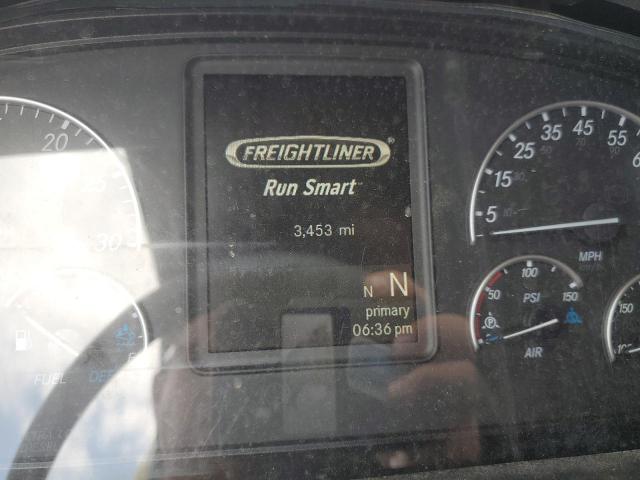 FREIGHTLINER
Run Smart
3,453 mi
N N
primary
06:36 pm
20
30
FUEL
5
15
25
35
45
55
MPH
50
100
150
PSI
AIR
150